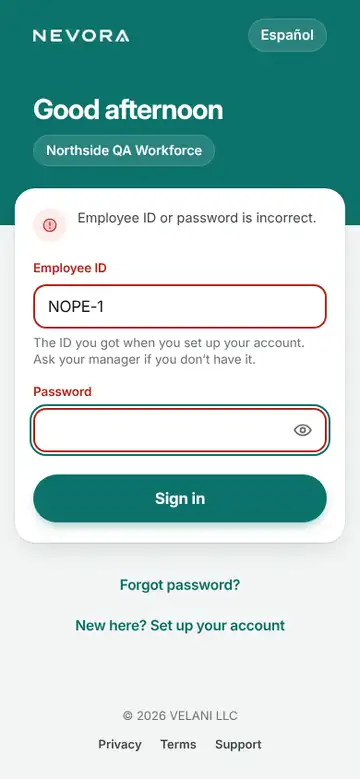 NEVORA
Español
Good afternoon
Northside QA Workforce
Employee ID or password is incorrect.
Employee ID
NOPE-1
The ID you got when you set up your account.
Ask your manager if you don't have it.
Password
Sign in
Forgot password?
New here? Set up your account
© 2026 VELANI LLC
Privacy Terms Support